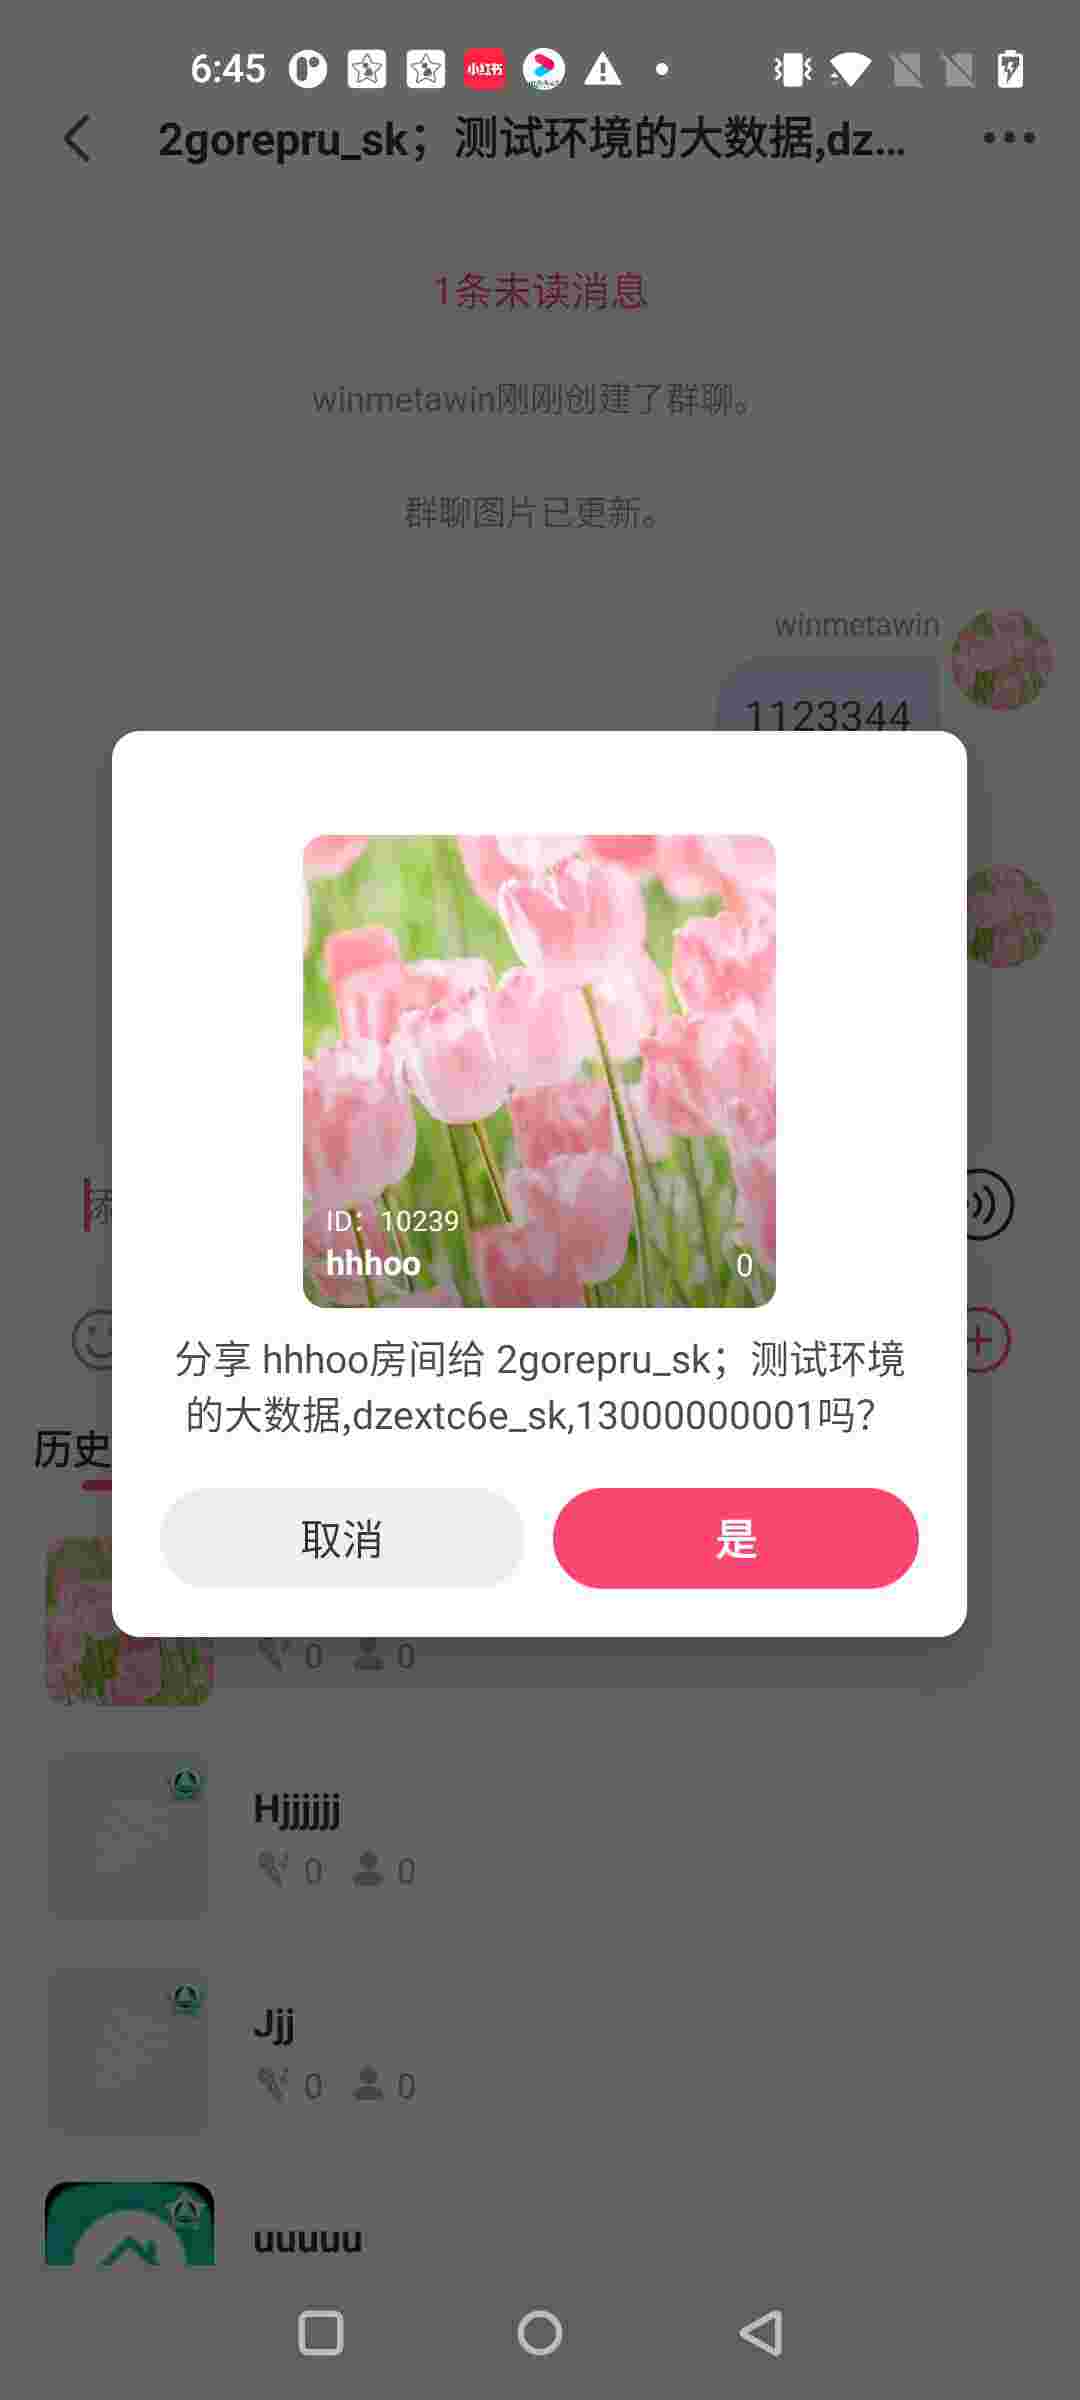 6:45
小红书
2gorepru_sk；测试环境的大数据,dz...
1条未读消息
winmetawin刚刚创建了群聊。
群聊图片已更新。
winmetawin
1123344
ID：10239
hhhoo
0
分享 hhhoo房间给 2gorepru_sk；测试环境
的大数据,dzextc6e_sk,13000000001吗？
历史
取消
是
0 0
Hjjjjjj
0 0
Jjj
0 0
uuuuu